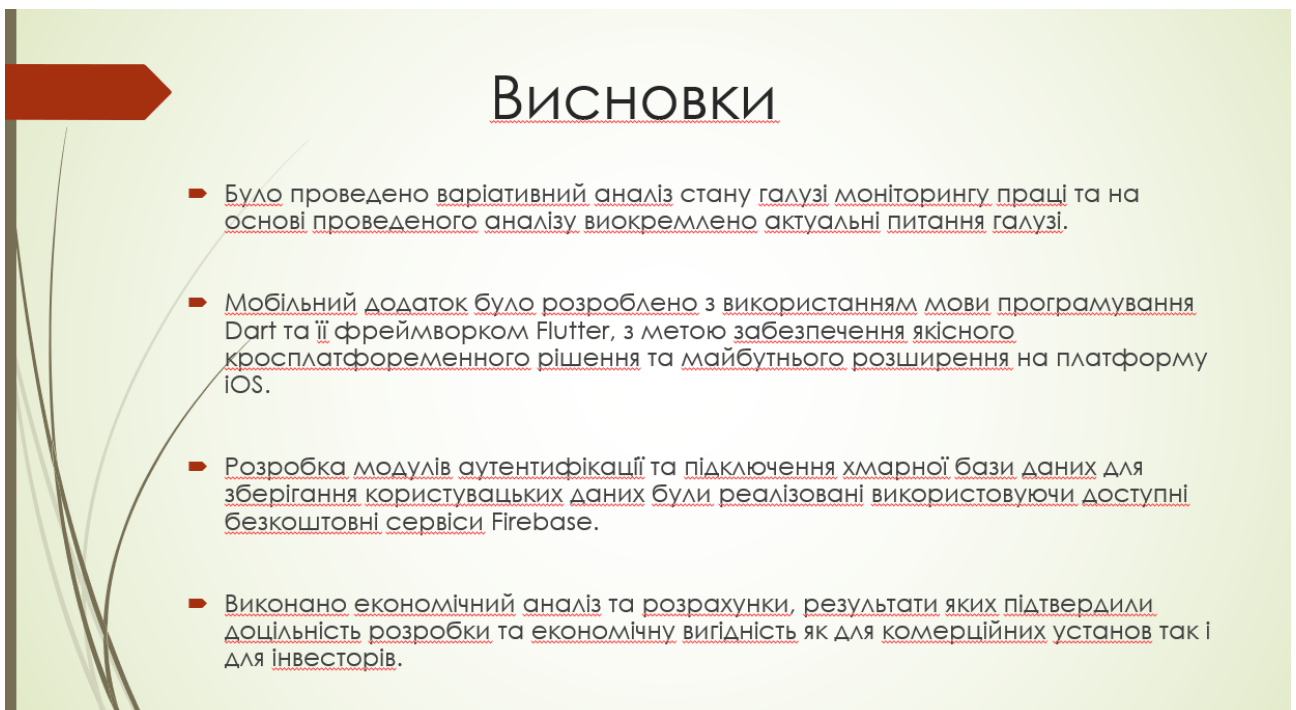 Висновки
Було проведено варіативний аналіз стану галузі моніторингу праці та на
основі проведеного аналізу виокремлено актуальні питання галузі.
Мобільний додаток було розроблено з використанням мови програмування
Dart та її фреймворком Flutter, з метою забезпечення якісного
кросплатфоременного рішення та майбутнього розширення на платформу
iOS.
Розробка модулів аутентифікації та підключення хмарної бази даних для
зберігання користувацьких даних були реалізовані використовуючи доступні
безкоштовні сервіси Firebase.
Виконано економічний аналіз та розрахунки, результати яких підтвердили
доцільність розробки та економічну вигідність як для комерційних установ так і
для інвесторів.